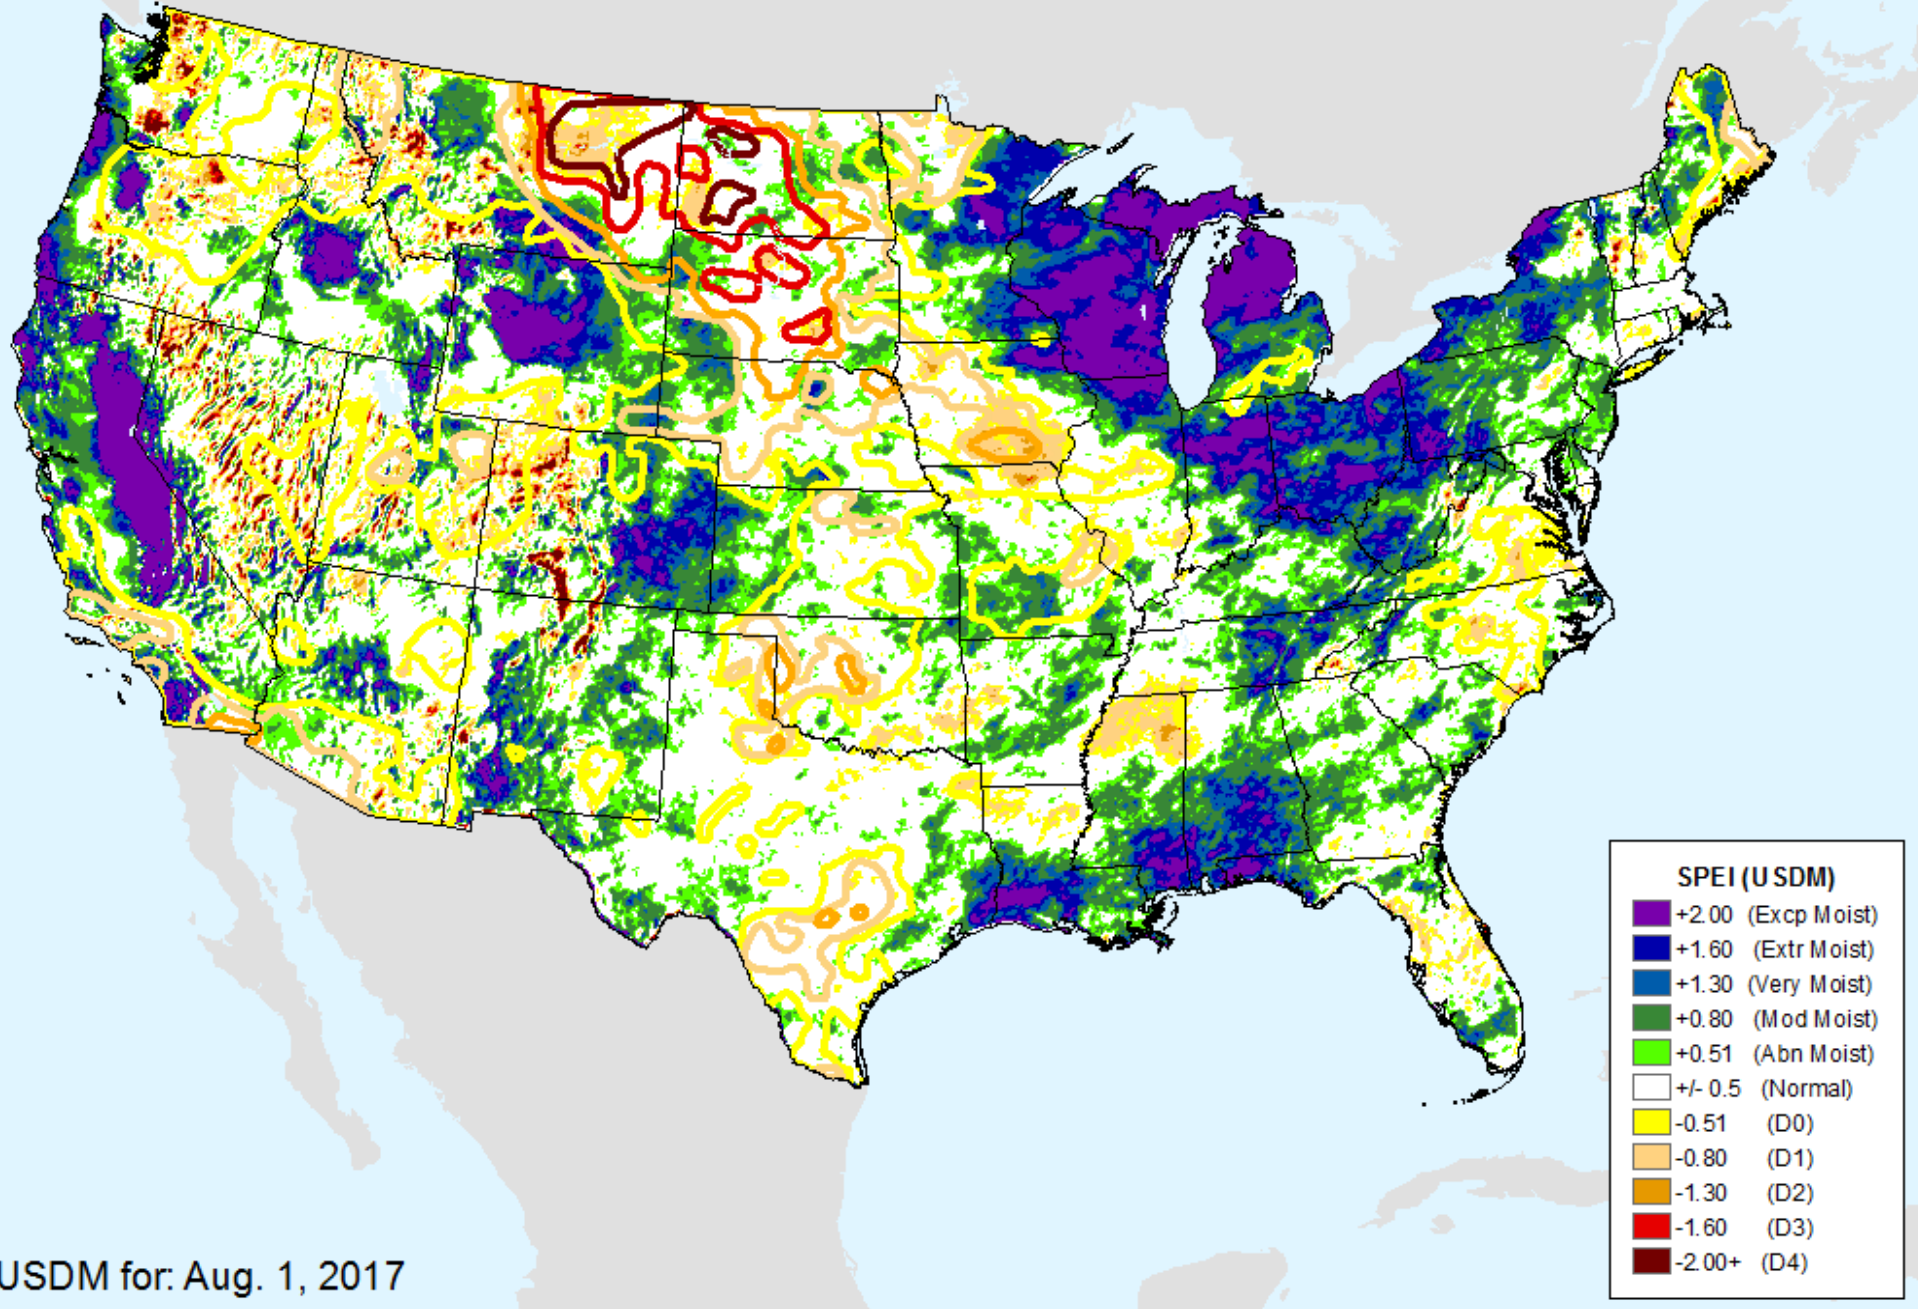 SPEI (USDM)
+2.00 (Excp Moist)
+1.60 (Extr Moist)
+1.30 (Very Moist)
+0.80 (Mod Moist)
+0.51 (Abn Moist)
+/- 0.5 (Normal)
-0.51 (D0)
-0.80 (D1)
-1.30 (D2)
-1.60 (D3)
-2.00+ (D4)
USDM for: Aug. 1, 2017